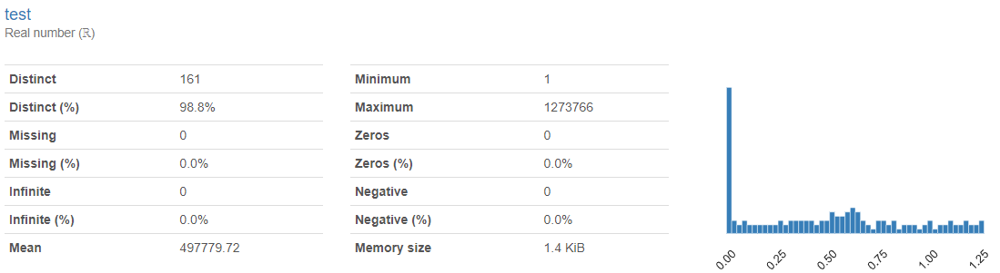 test
Real number (ℝ)
Distinct 161
Distinct (%) 98.8%
Missing 0
Missing (%) 0.0%
Infinite 0
Infinite (%) 0.0%
Mean 497779.72
Minimum 1
Maximum 1273766
Zeros 0
Zeros (%) 0.0%
Negative 0
Negative (%) 0.0%
Memory size 1.4 KiB
0.00 0.25 0.50 0.75 1.00 1.25